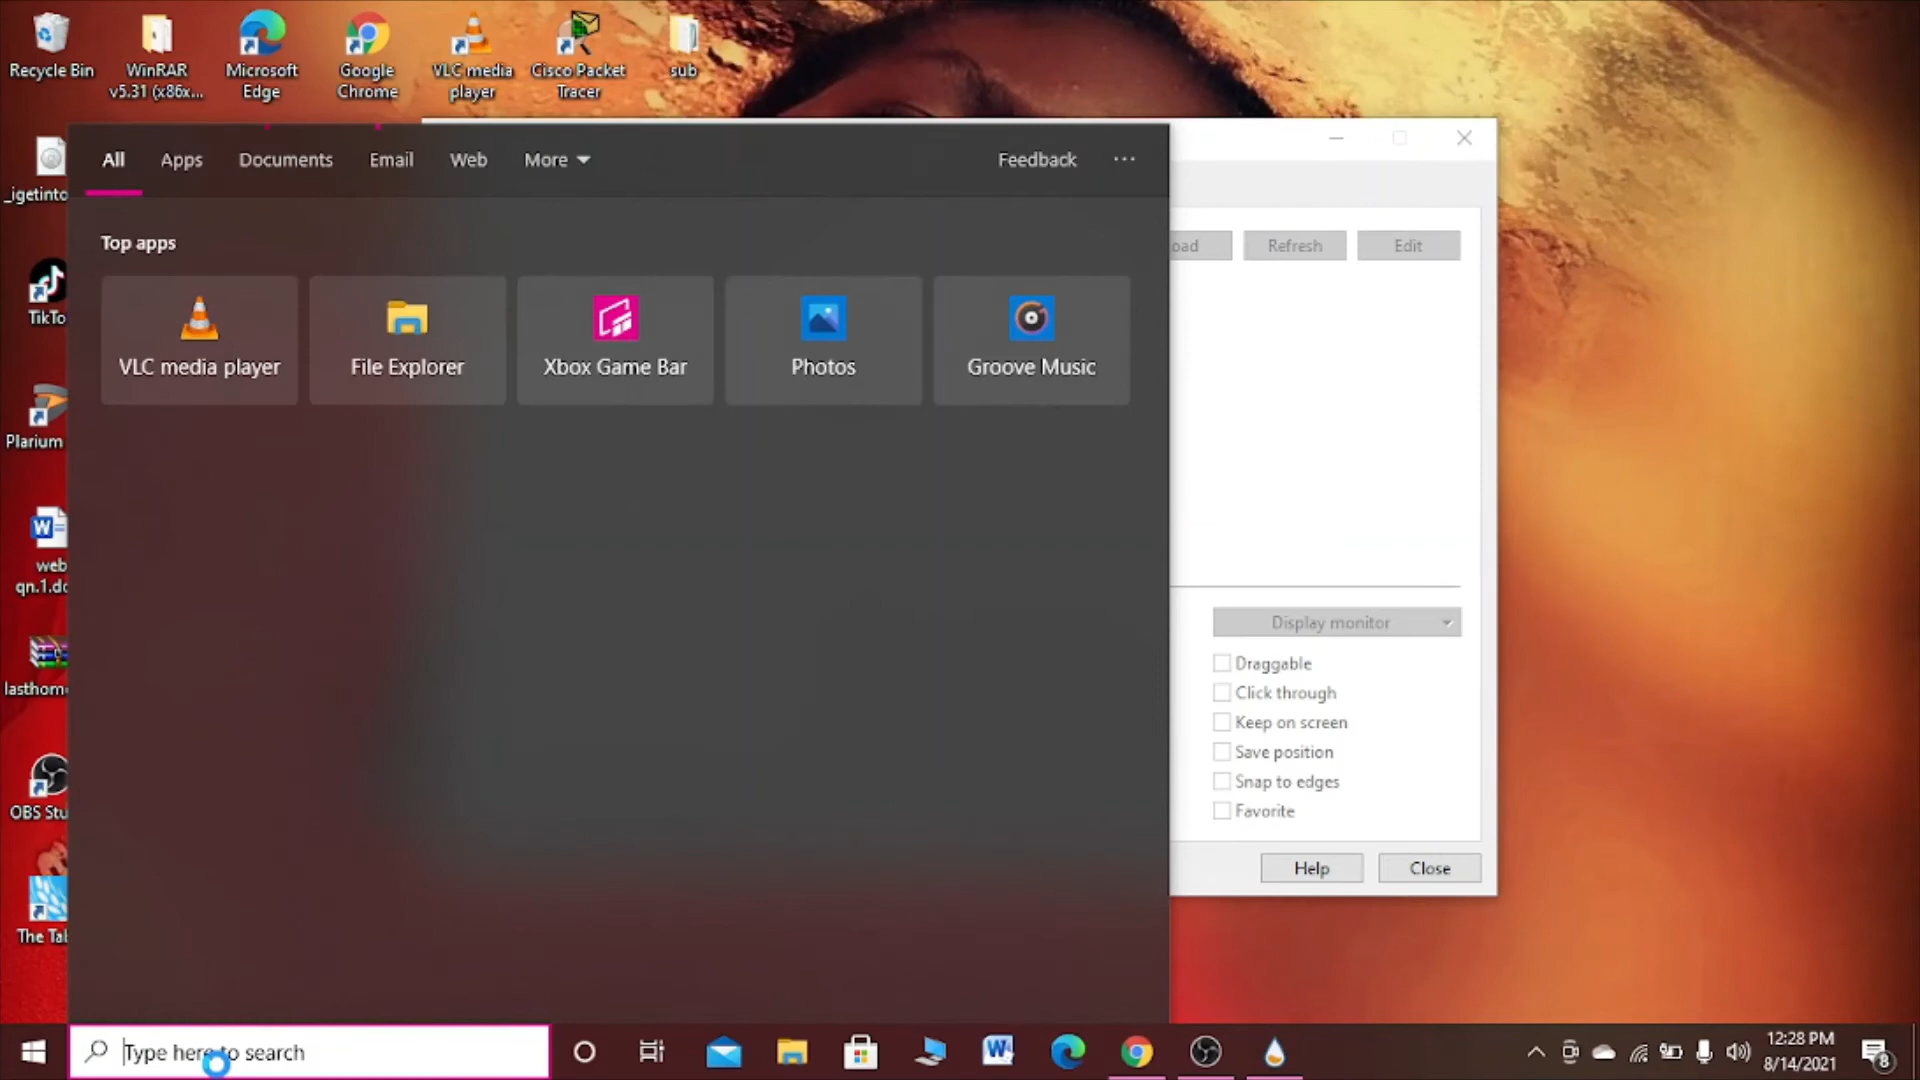 Recycle Bin
WinRAR
v5.31 (x86x...
Microsoft
Edge
Google
Chrome
VLC media
player
Cisco Packet
Tracer
sub
_igetinto
TikTo
Plarium
web
qn.1.do
lasthom
OBS Stu
The Tab
All
Apps
Documents
Email
Web
More
Feedback
...
Top apps
VLC media player
File Explorer
Xbox Game Bar
Photos
Groove Music
oad
Refresh
Edit
Display monitor
Draggable
Click through
Keep on screen
Save position
Snap to edges
Favorite
Help
Close
Type here to search
12:28 PM
8/14/2021
8